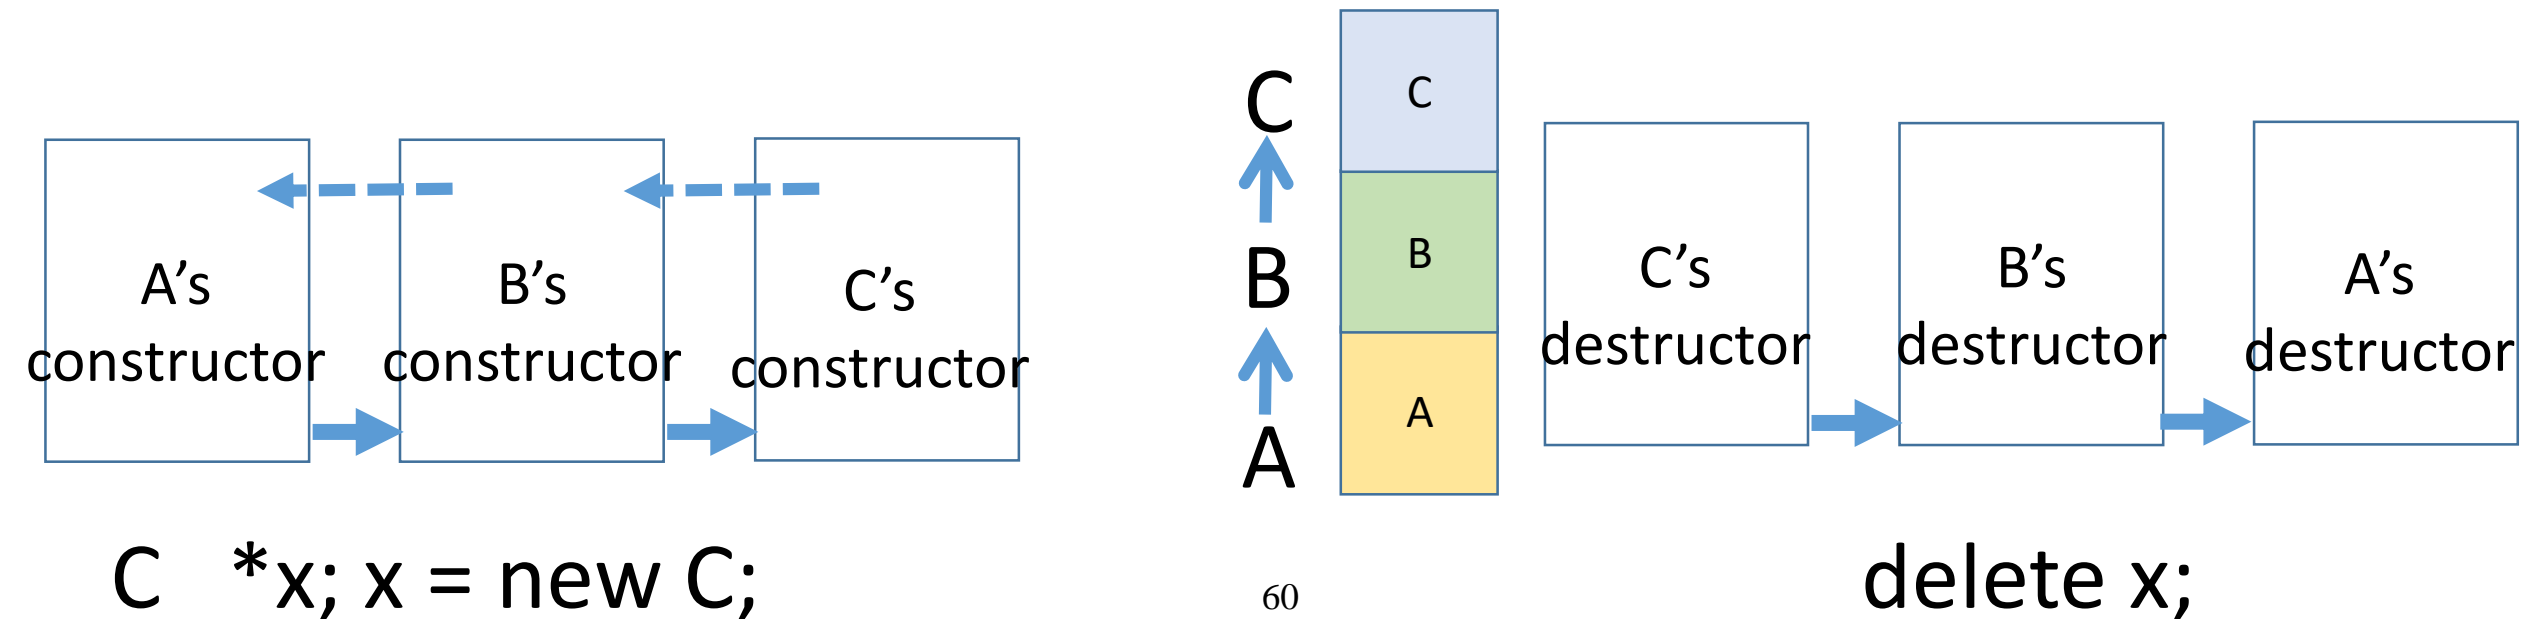 A's
constructor
B's
constructor
C's
constructor
C *x; x = new C;
C
B
A
C
B
A
60
C's
destructor
B's
destructor
A's
destructor
delete x;